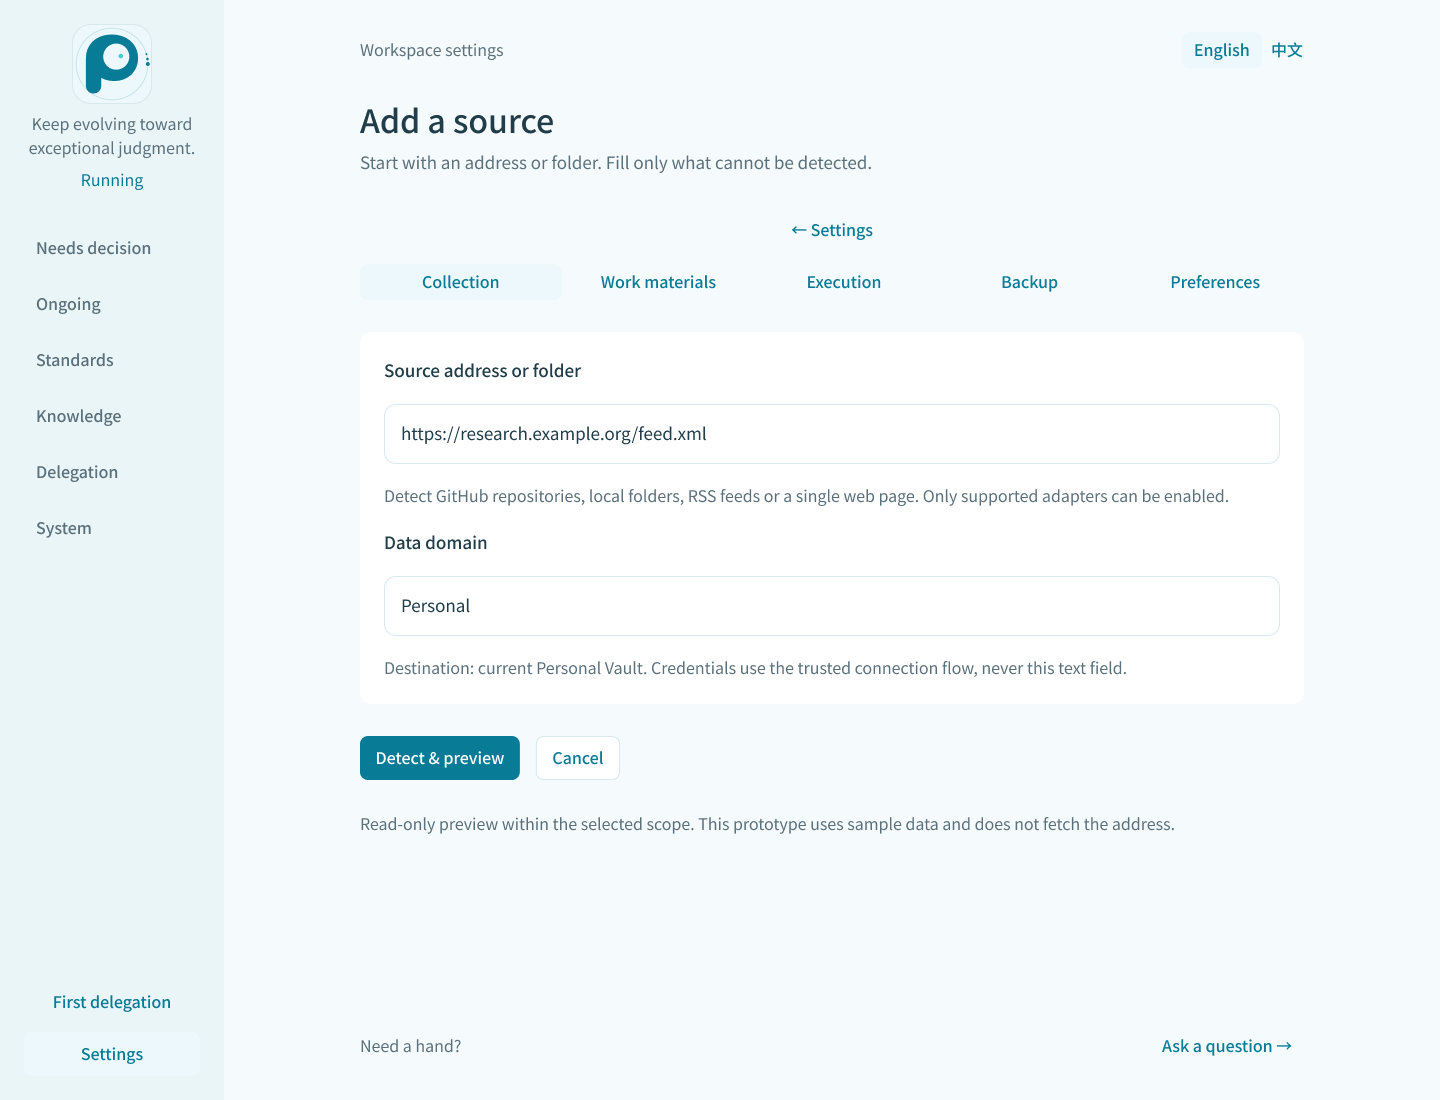 Keep evolving toward
exceptional judgment.
Running
Needs decision
Ongoing
Standards
Knowledge
Delegation
System
First delegation
Settings
Workspace settings
English
中文
Add a source
Start with an address or folder. Fill only what cannot be detected.
← Settings
Collection
Work materials
Execution
Backup
Preferences
Source address or folder
https://research.example.org/feed.xml
Detect GitHub repositories, local folders, RSS feeds or a single web page. Only supported adapters can be enabled.
Data domain
Personal
Destination: current Personal Vault. Credentials use the trusted connection flow, never this text field.
Detect & preview
Cancel
Read-only preview within the selected scope. This prototype uses sample data and does not fetch the address.
Need a hand?
Ask a question →